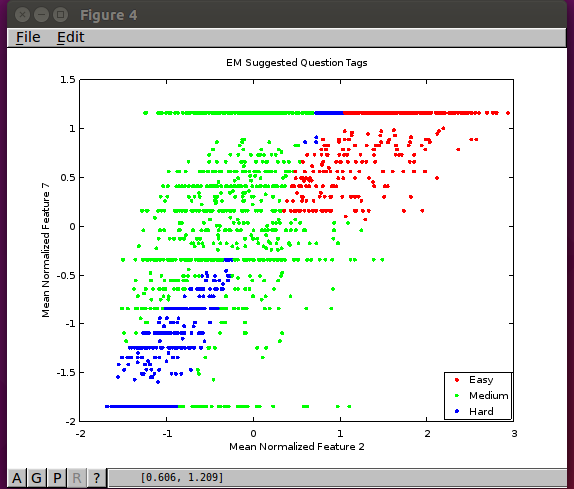 Figure 4
File Edit
EM Suggested Question Tags
1.5
1
0.5
0
-0.5
-1
-1.5
-2
Mean Normalized Feature 7
Easy
Medium
Hard
-2 -1 0 1 2 3
Mean Normalized Feature 2
A G P R ? [0.606, 1.209]